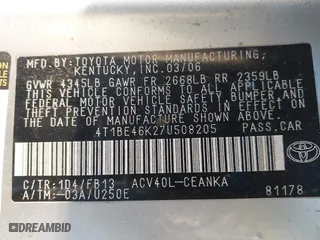 MFD.BY:TOYOTA MOTOR MANUFACTURING,
KENTUCKY,INC.03/06
GVWR 4345LB GAWR FR 2668LB RR 2359LB
THIS VEHICLE CONFORMS TO ALL APPLICABLE
FEDERAL MOTOR VEHICLE SAFETY, BUMPER, AND
THEFT PREVENTION STANDARDS IN EFFECT ON
THE DATE OF MANUFACTURE SHOWN ABOVE.
4T1BE46K27U508205 PASS.CAR
C/TR:1D4/FB13 ACV40L-CEANKA
A/TM:-03A/U250E 81178
TOYOTA
DREAMBID